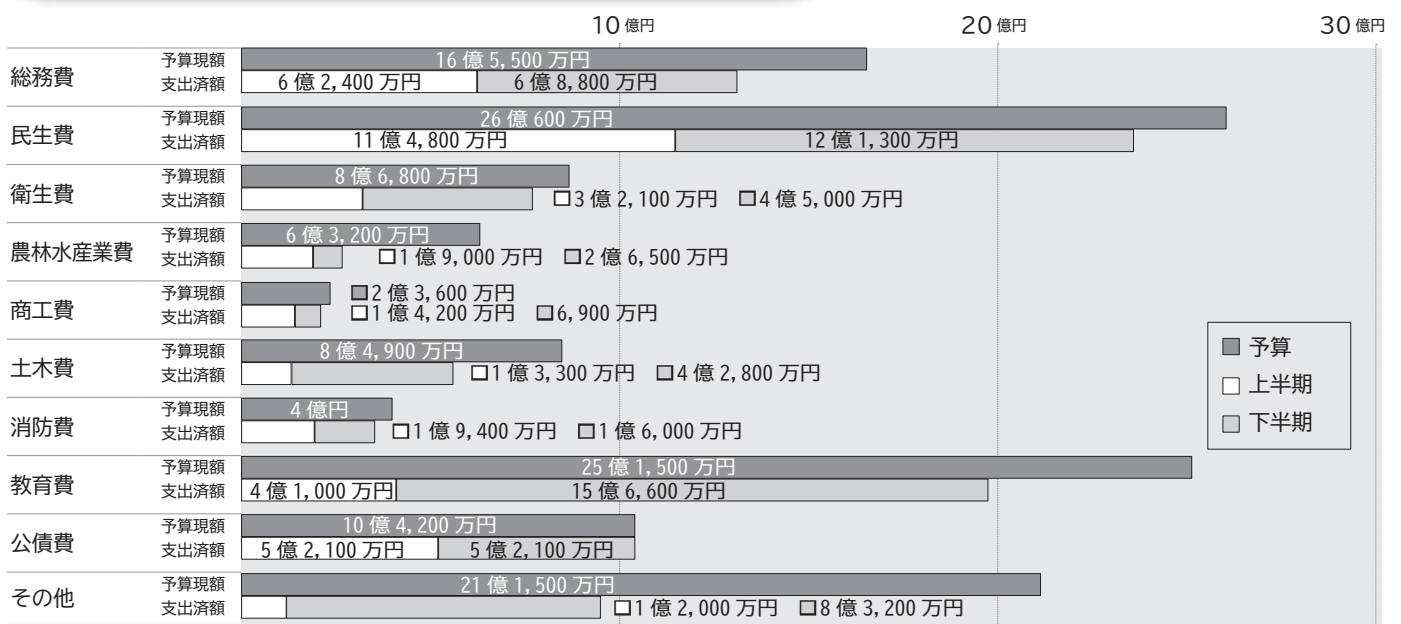 10億円 20億円 30億円
総務費 予算現額 16億5,500万円
支出済額 6億2,400万円 6億8,800万円
民生費 予算現額 26億600万円
支出済額 11億4,800万円 12億1,300万円
衛生費 予算現額 8億6,800万円
支出済額 3億2,100万円 4億5,000万円
農林水産業費 予算現額 6億3,200万円
支出済額 1億9,000万円 2億6,500万円
商工費 予算現額 2億3,600万円
支出済額 1億4,200万円 6,900万円
土木費 予算現額 8億4,900万円
支出済額 1億3,300万円 4億2,800万円
消防費 予算現額 4億円
支出済額 1億9,400万円 1億6,000万円
教育費 予算現額 25億1,500万円
支出済額 4億1,000万円 15億6,600万円
公債費 予算現額 10億4,200万円
支出済額 5億2,100万円 5億2,100万円
その他 予算現額 21億1,500万円
支出済額 1億2,000万円 8億3,200万円
予算
上半期
下半期